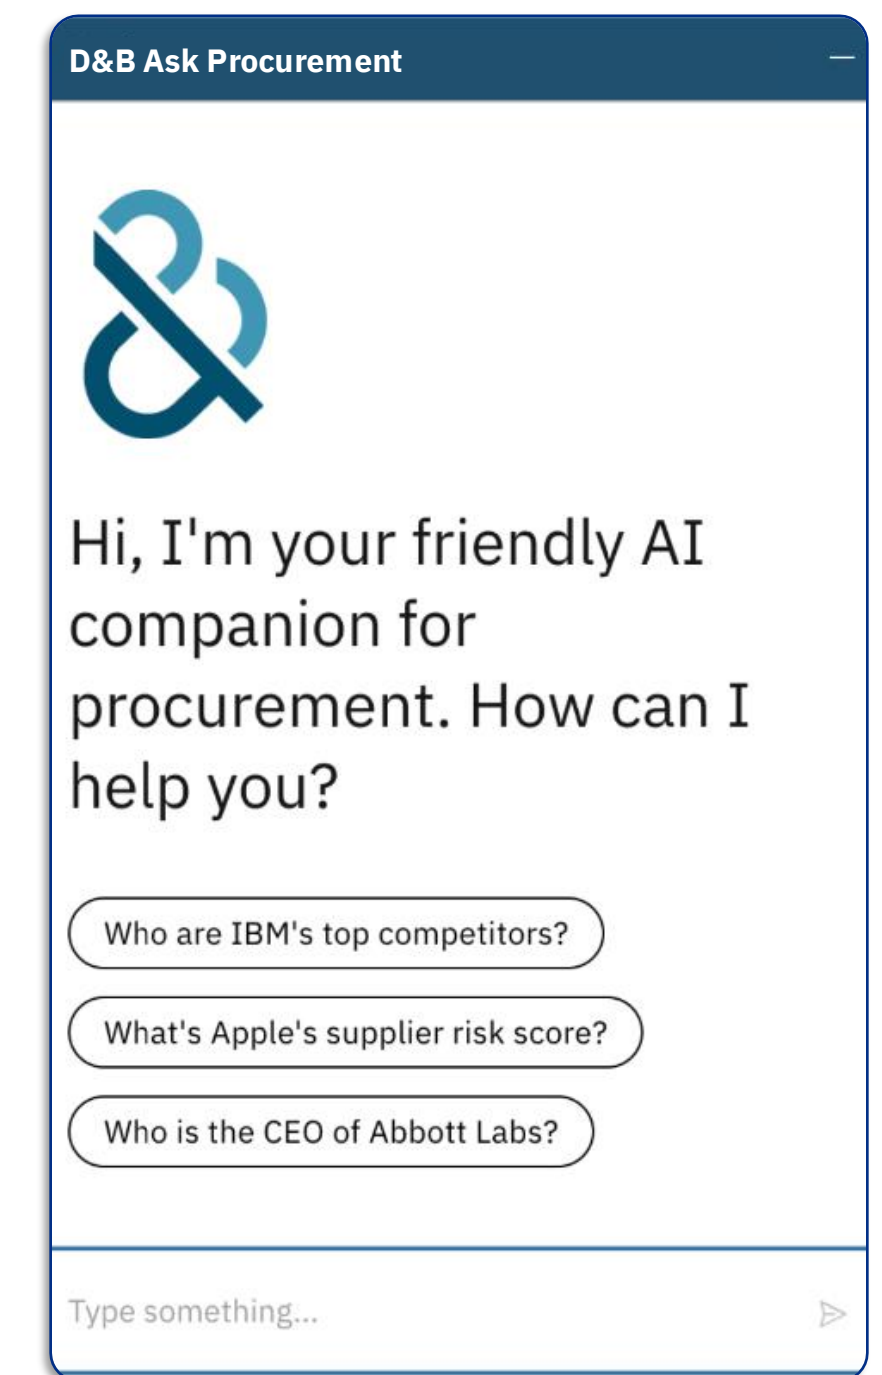 D&B Ask Procurement
Hi, I'm your friendly AI
companion for
procurement. How can I
help you?
Who are IBM's top competitors?
What's Apple's supplier risk score?
Who is the CEO of Abbott Labs?
Type something...